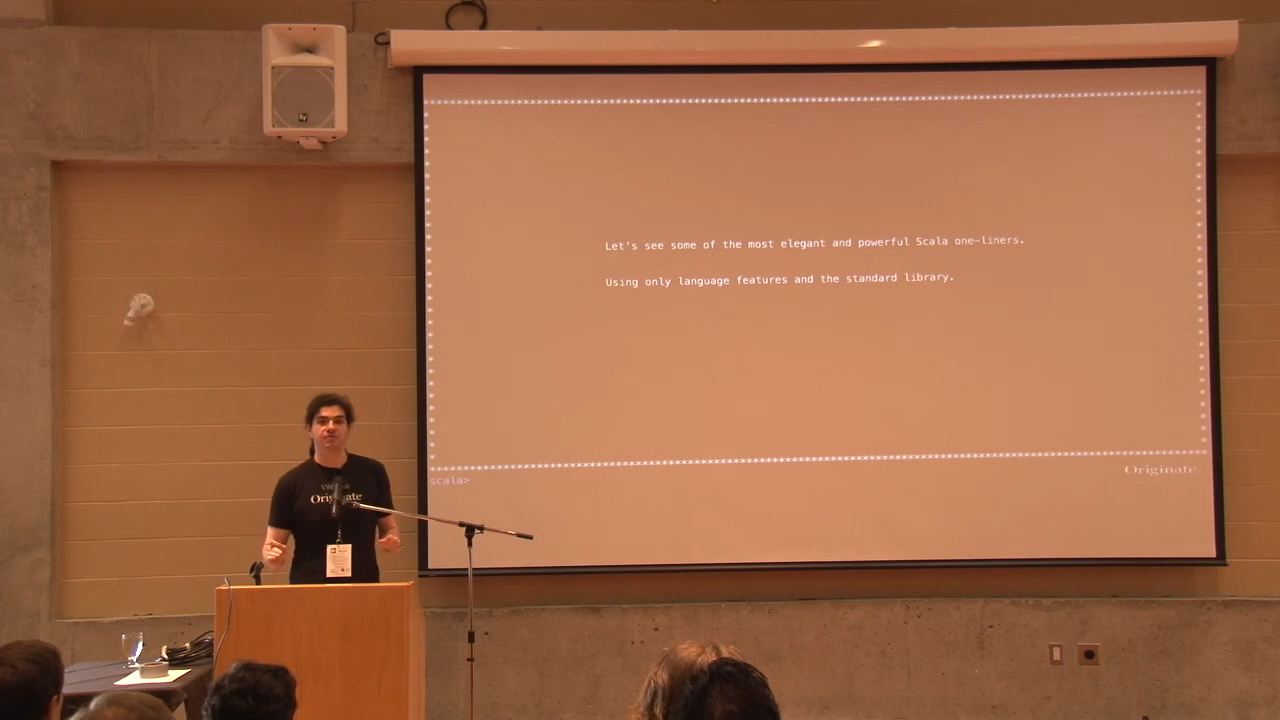 Let's see some of the most elegant and powerful Scala one-liners.
Using only language features and the standard library.
scala>
Originate
Originate